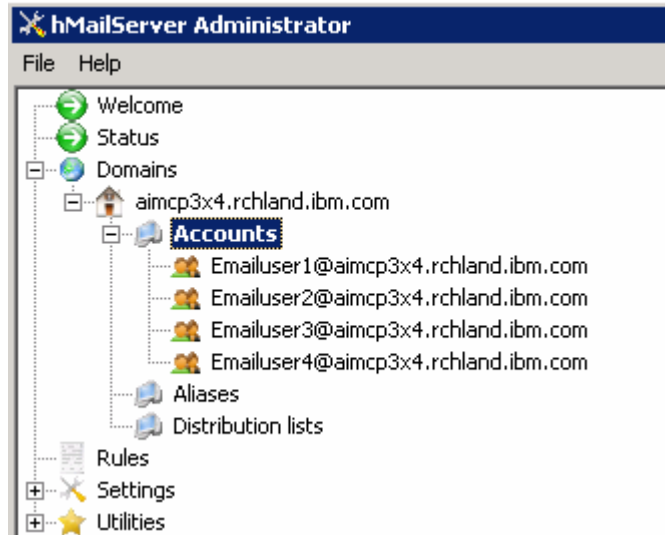 hMailServer Administrator
File Help
Welcome
Status
Domains
aimcp3x4.rchland.ibm.com
Accounts
Emailuser1@aimcp3x4.rchland.ibm.com
Emailuser2@aimcp3x4.rchland.ibm.com
Emailuser3@aimcp3x4.rchland.ibm.com
Emailuser4@aimcp3x4.rchland.ibm.com
Aliases
Distribution lists
Rules
Settings
Utilities